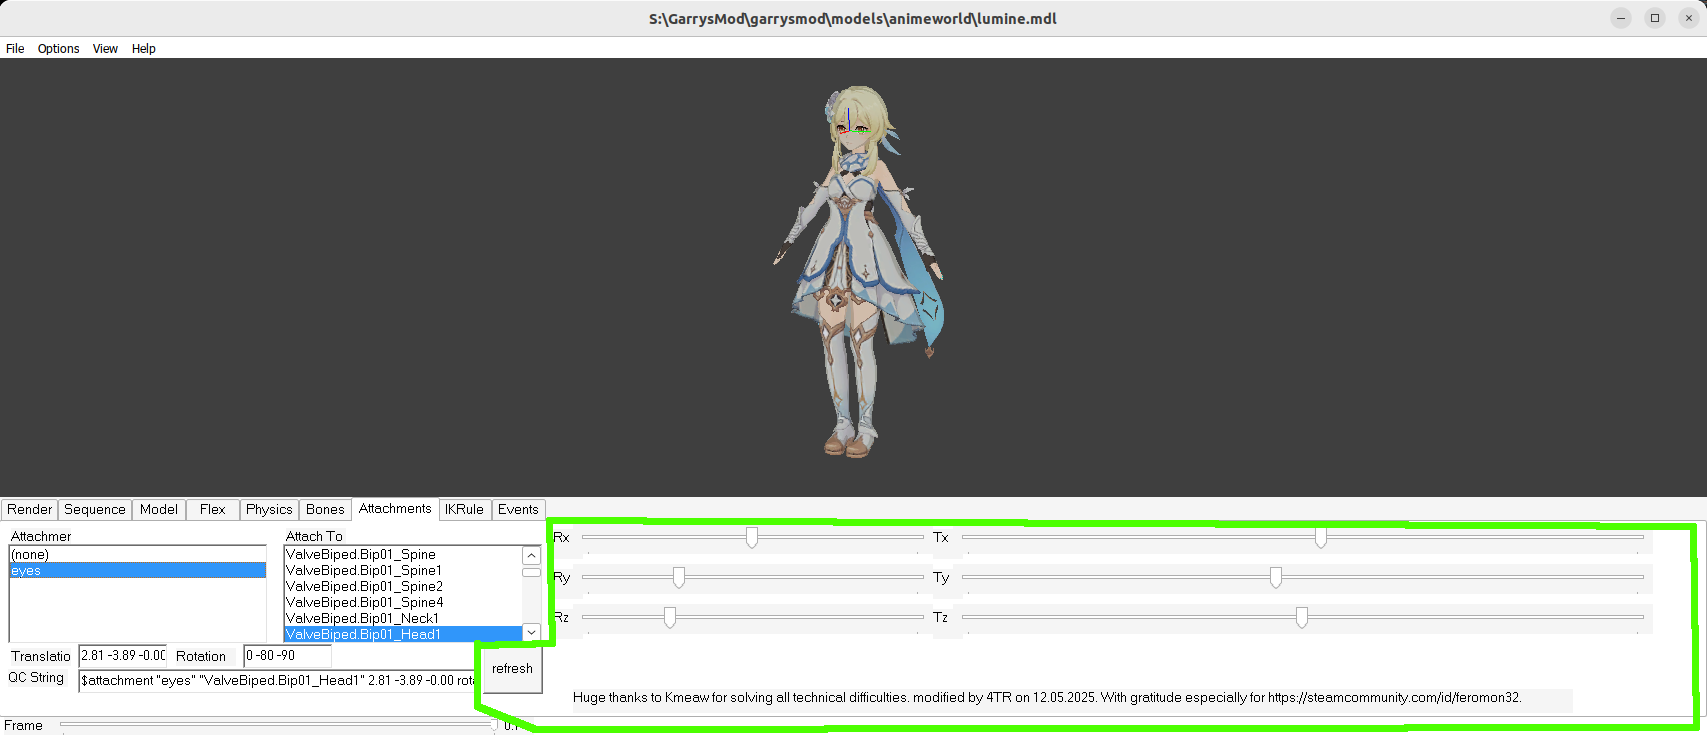 S:\GarrysMod\garrysmod\models\animeworld\lumine.mdl
File Options View Help
Render Sequence Model Flex Physics Bones Attachments IKRule Events
Attachmer
(none)
eyes
Attach To
ValveBiped.Bip01_Spine
ValveBiped.Bip01_Spine1
ValveBiped.Bip01_Spine2
ValveBiped.Bip01_Spine4
ValveBiped.Bip01_Neck1
ValveBiped.Bip01_Head1
Rx Tx
Ry Ty
Rz Tz
Translatio 2.81 -3.89 -0.00 Rotation 0 -80 -90
QC String $attachment "eyes" "ValveBiped.Bip01_Head1" 2.81 -3.89 -0.00 rota
refresh
Huge thanks to Kmeaw for solving all technical difficulties. modified by 4TR on 12.05.2025. With gratitude especially for https://steamcommunity.com/id/feromon32.
Frame